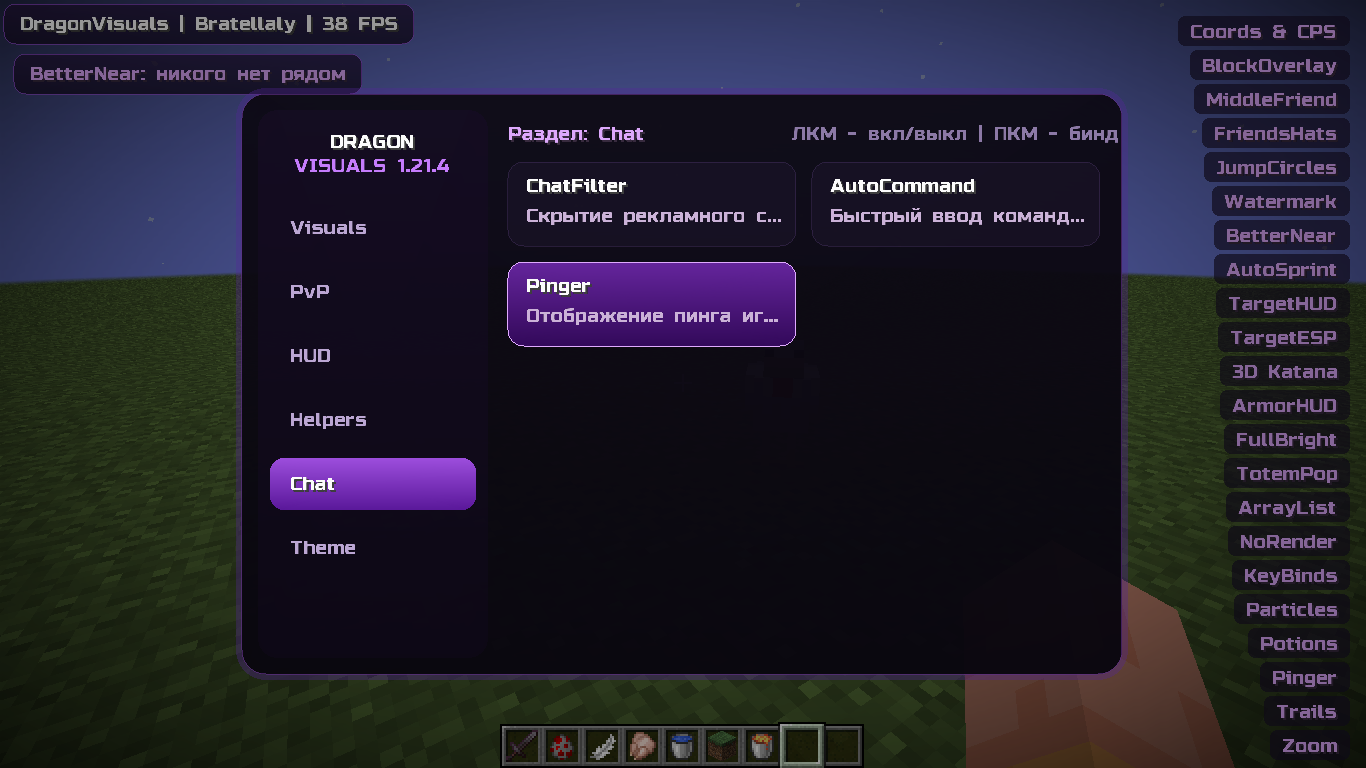 DragonVisuals | Bratellaly | 38 FPS
BetterNear: никого нет рядом
DRAGON
VISUALS 1.21.4
Visuals
PvP
HUD
Helpers
Chat
Theme
Раздел: Chat
ЛКМ - вкл/выкл | ПКМ - бинд
ChatFilter
Скрытие рекламного с...
AutoCommand
Быстрый ввод команд...
Pinger
Отображение пинга иг...
Coords & CPS
BlockOverlay
MiddleFriend
FriendsHats
JumpCircles
Watermark
BetterNear
AutoSprint
TargetHUD
TargetESP
3D Katana
ArmorHUD
FullBright
TotemPop
ArrayList
NoRender
KeyBinds
Particles
Potions
Pinger
Trails
Zoom